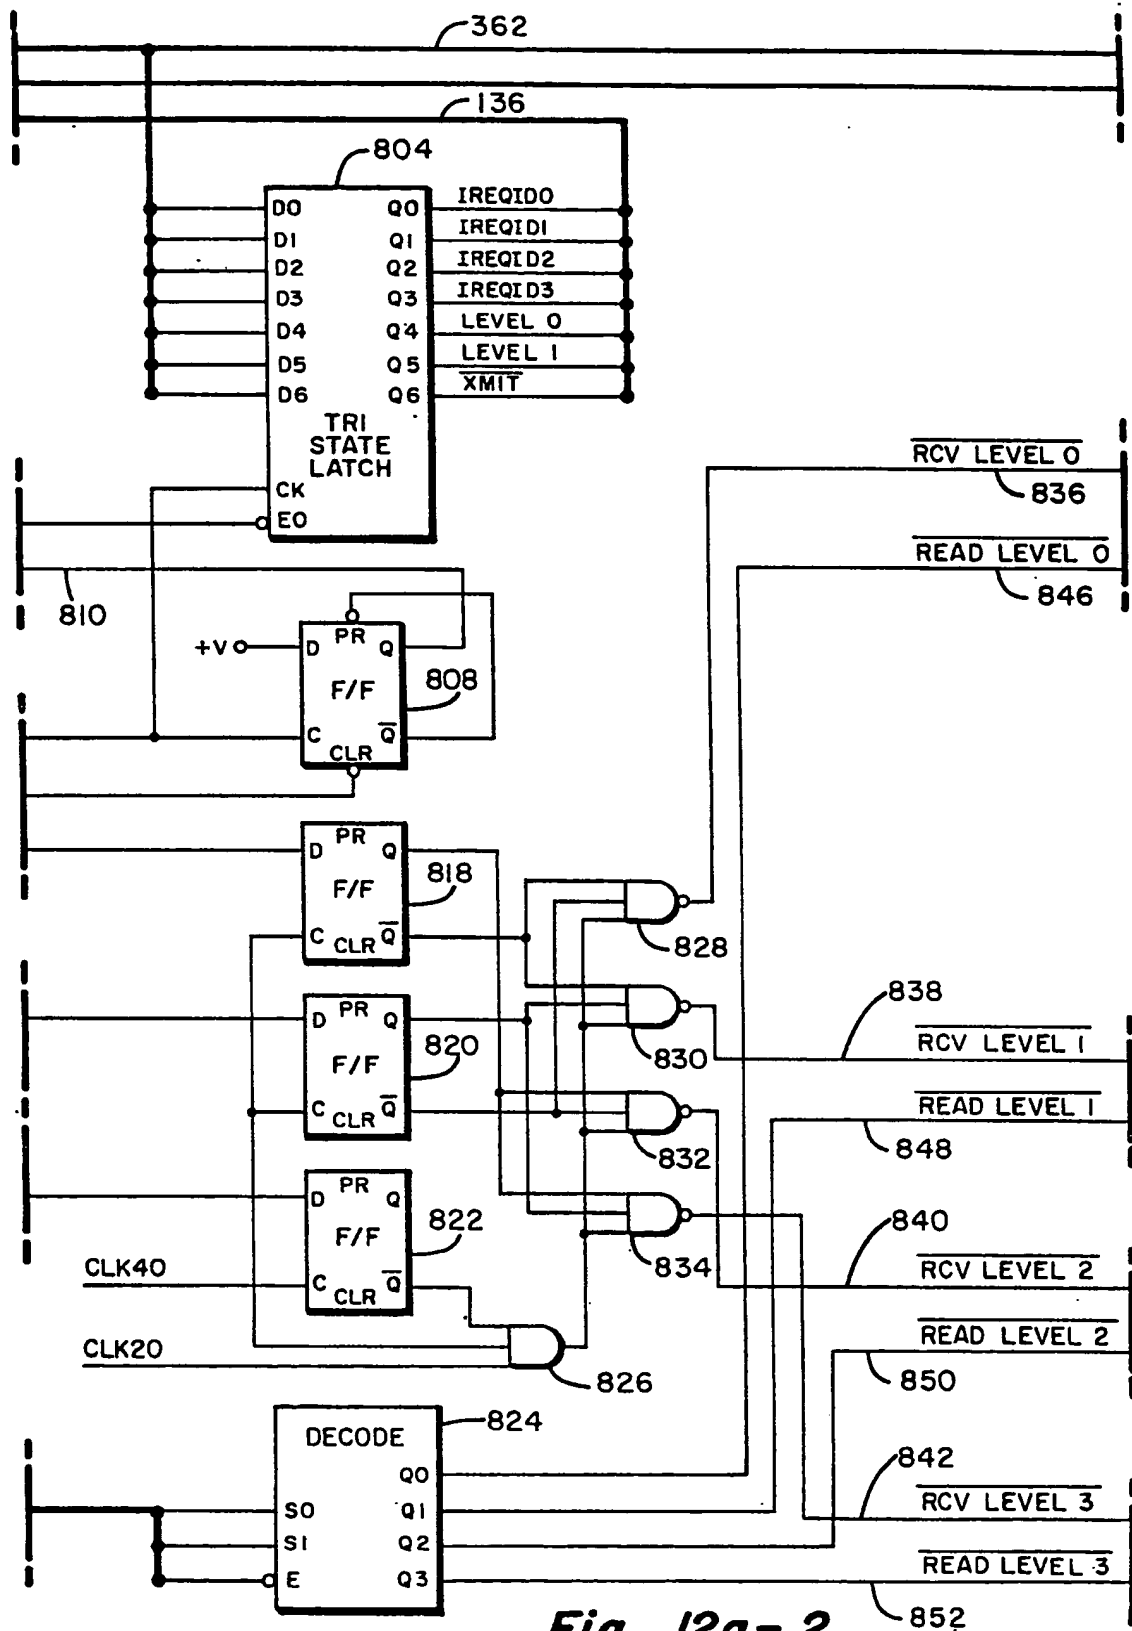 362
136
804
D0 Q0 IREQID0
D1 Q1 IREQID1
D2 Q2 IREQID2
D3 Q3 IREQID3
D4 Q4 LEVEL 0
D5 Q5 LEVEL 1
D6 Q6 XMIT
TRI
STATE
LATCH
CK
EO
RCV LEVEL 0
836
READ LEVEL 0
846
810
+V
D PR Q
F/F
808
C CLR Q
D PR Q
F/F
818
C CLR Q
828
D PR Q
F/F
820
C CLR Q
830
838
RCV LEVEL 1
READ LEVEL 1
848
832
D PR Q
F/F
822
C CLR Q
834
840
RCV LEVEL 2
READ LEVEL 2
850
CLK40
CLK20
826
824
DECODE
Q0
S0 Q1
S1 Q2
E Q3
842
RCV LEVEL 3
READ LEVEL 3
852
Fig. 12a-2